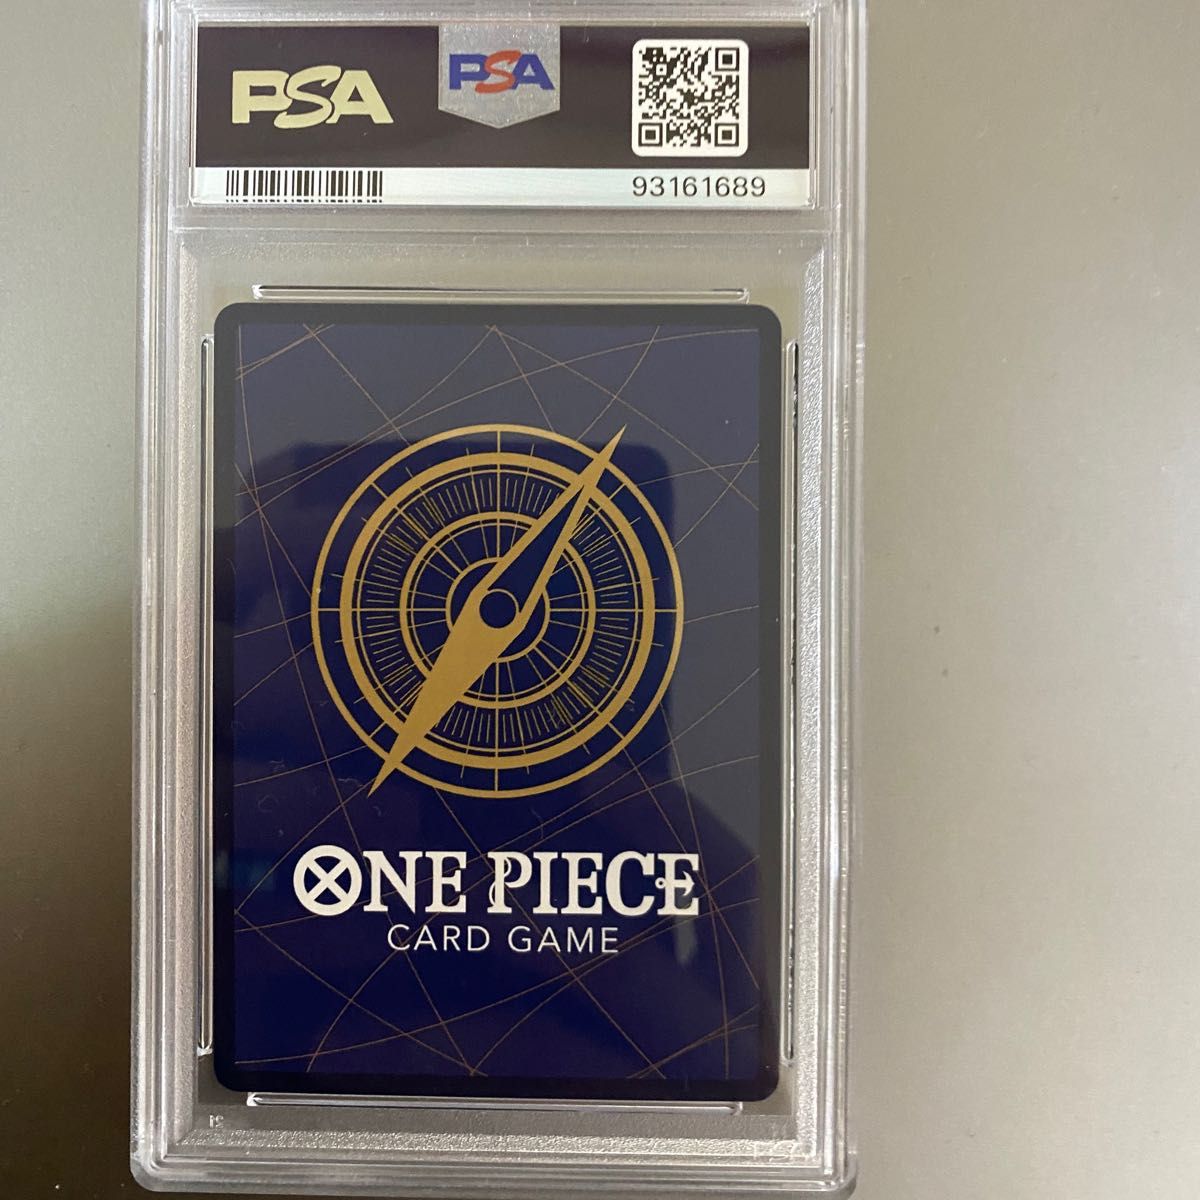 PSA
PSA
93161689
ONE PIECE
CARD GAME